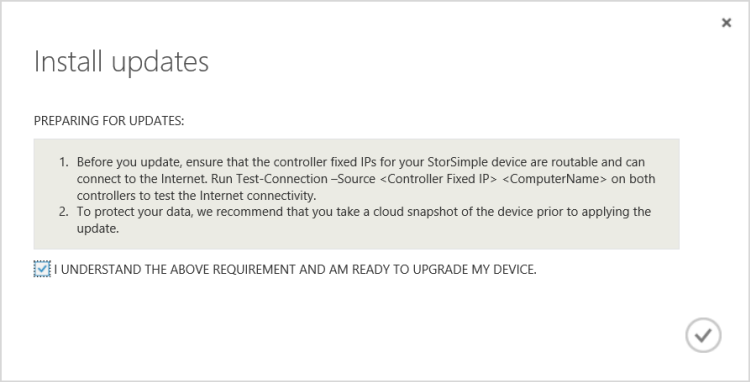 Install updates
PREPARING FOR UPDATES:
1. Before you update, ensure that the controller fixed IPs for your StorSimple device are routable and can
connect to the Internet. Run Test-Connection –Source <Controller Fixed IP> <ComputerName> on both
controllers to test the Internet connectivity.
2. To protect your data, we recommend that you take a cloud snapshot of the device prior to applying the
update.
I UNDERSTAND THE ABOVE REQUIREMENT AND AM READY TO UPGRADE MY DEVICE.